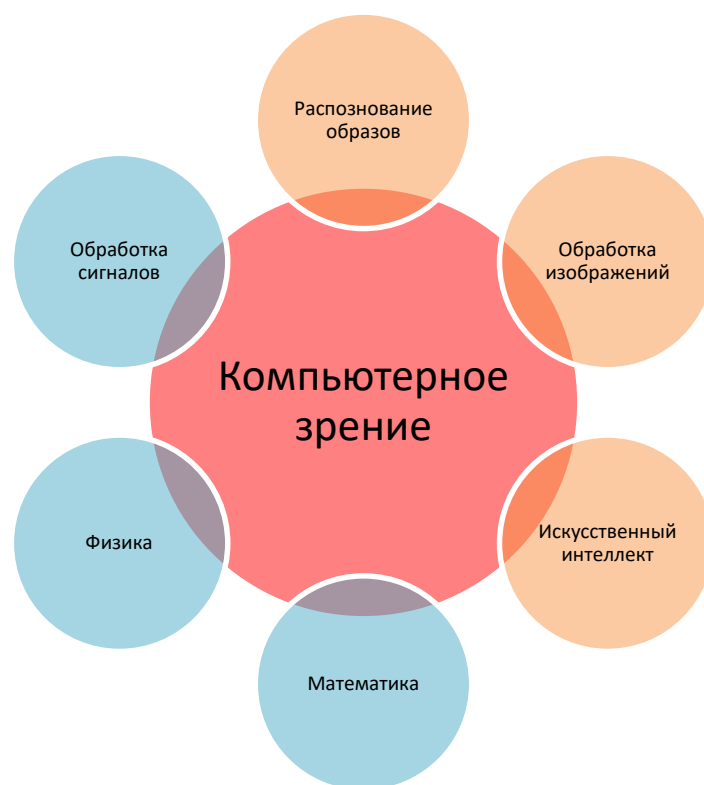 Распознование
образов
Обработка
сигналов
Обработка
изображений
Компьютерное
зрение
Физика
Искусственный
интеллект
Математика